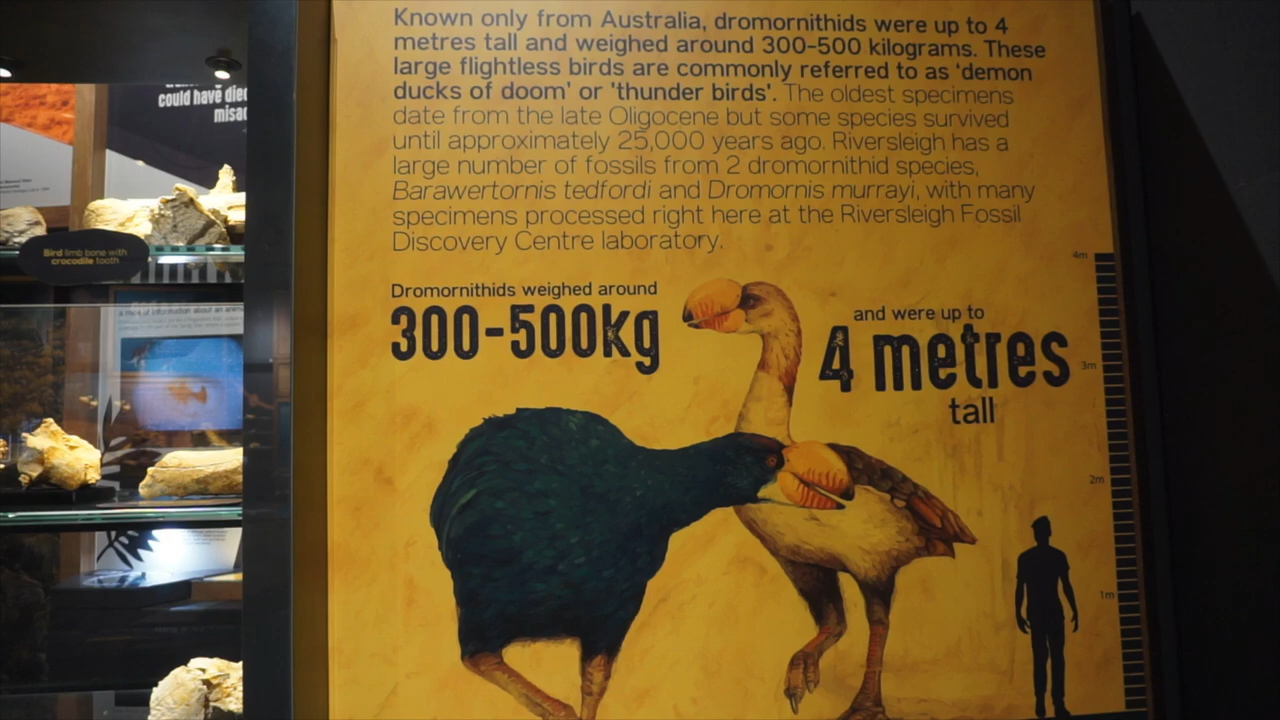 Known only from Australia, dromornithids were up to 4
metres tall and weighed around 300-500 kilograms. These
large flightless birds are commonly referred to as ‘demon
ducks of doom' or 'thunder birds'. The oldest specimens
date from the late Oligocene but some species survived
until approximately 25,000 years ago. Riversleigh has a
large number of fossils from 2 dromornithid species,
Barawertornis tedfordi and Dromornis murrayi, with many
specimens processed right here at the Riversleigh Fossil
Discovery Centre laboratory.
Dromornithids weighed around
300-500kg
and were up to
4 metres
tall
4m
3m
2m
1m
could have died
Bird limb bone with
crocodile tooth